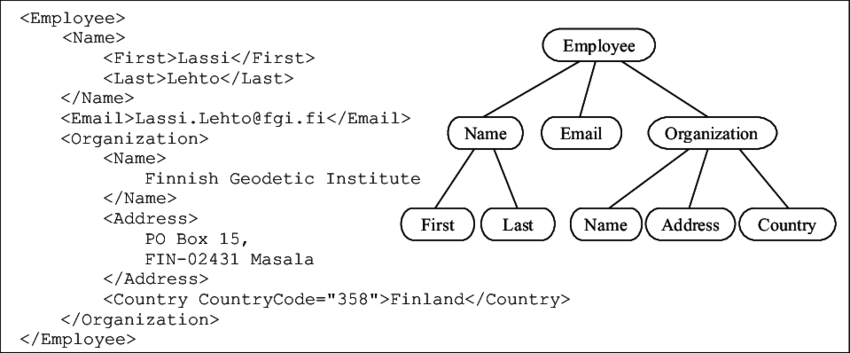 <Employee>
<Name>
<First>Lassi</First>
<Last>Lehto</Last>
</Name>
<Email>Lassi.Lehto@fgi.fi</Email>
<Organization>
<Name>
Finnish Geodetic Institute
</Name>
<Address>
PO Box 15,
FIN-02431 Masala
</Address>
<Country CountryCode="358">Finland</Country>
</Organization>
</Employee>
Employee
Name Email Organization
First Last Name Address Country